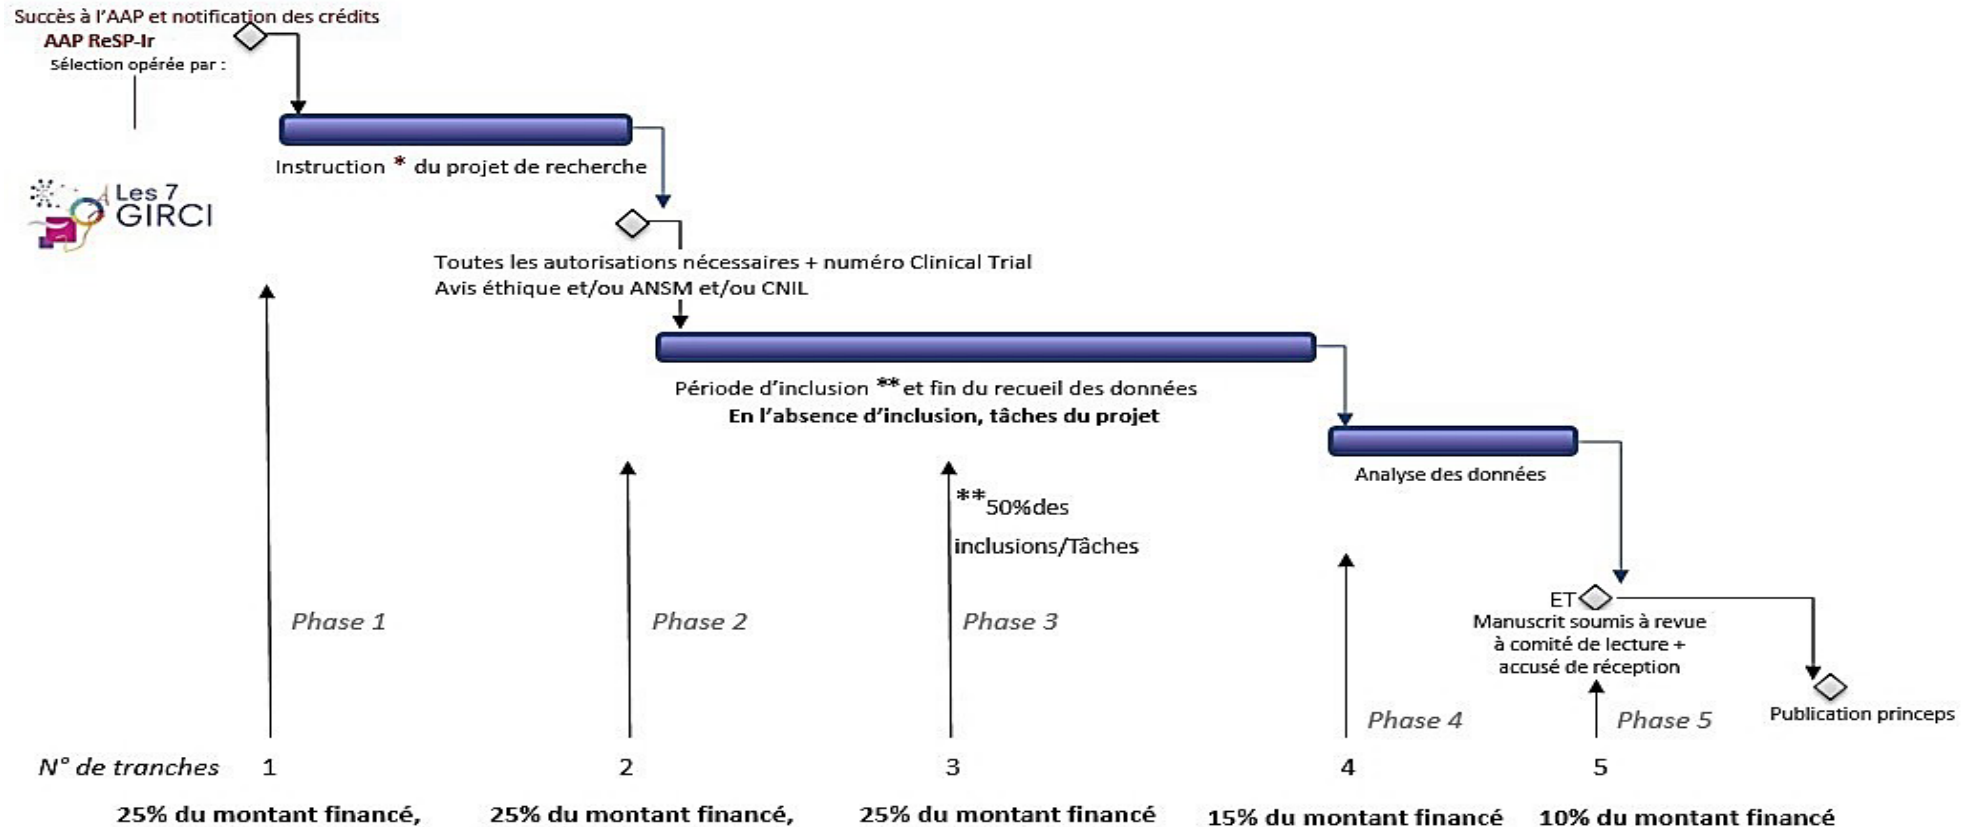 Succès à l'AAP et notification des crédits
AAP ReSP-Ir
Sélection opérée par :
Les 7
GIRCI
Instruction * du projet de recherche
Toutes les autorisations nécessaires + numéro Clinical Trial
Avis éthique et/ou ANSM et/ou CNIL
Période d'inclusion ** et fin du recueil des données
En l'absence d'inclusion, tâches du projet
Analyse des données
**50%des
inclusions/Tâches
ET
Manuscrit soumis à revue
à comité de lecture +
accusé de réception
Publication princeps
Phase 1
Phase 2
Phase 3
Phase 4
Phase 5
N° de tranches 1 2 3 4 5
25% du montant financé, 25% du montant financé, 25% du montant financé 15% du montant financé 10% du montant financé